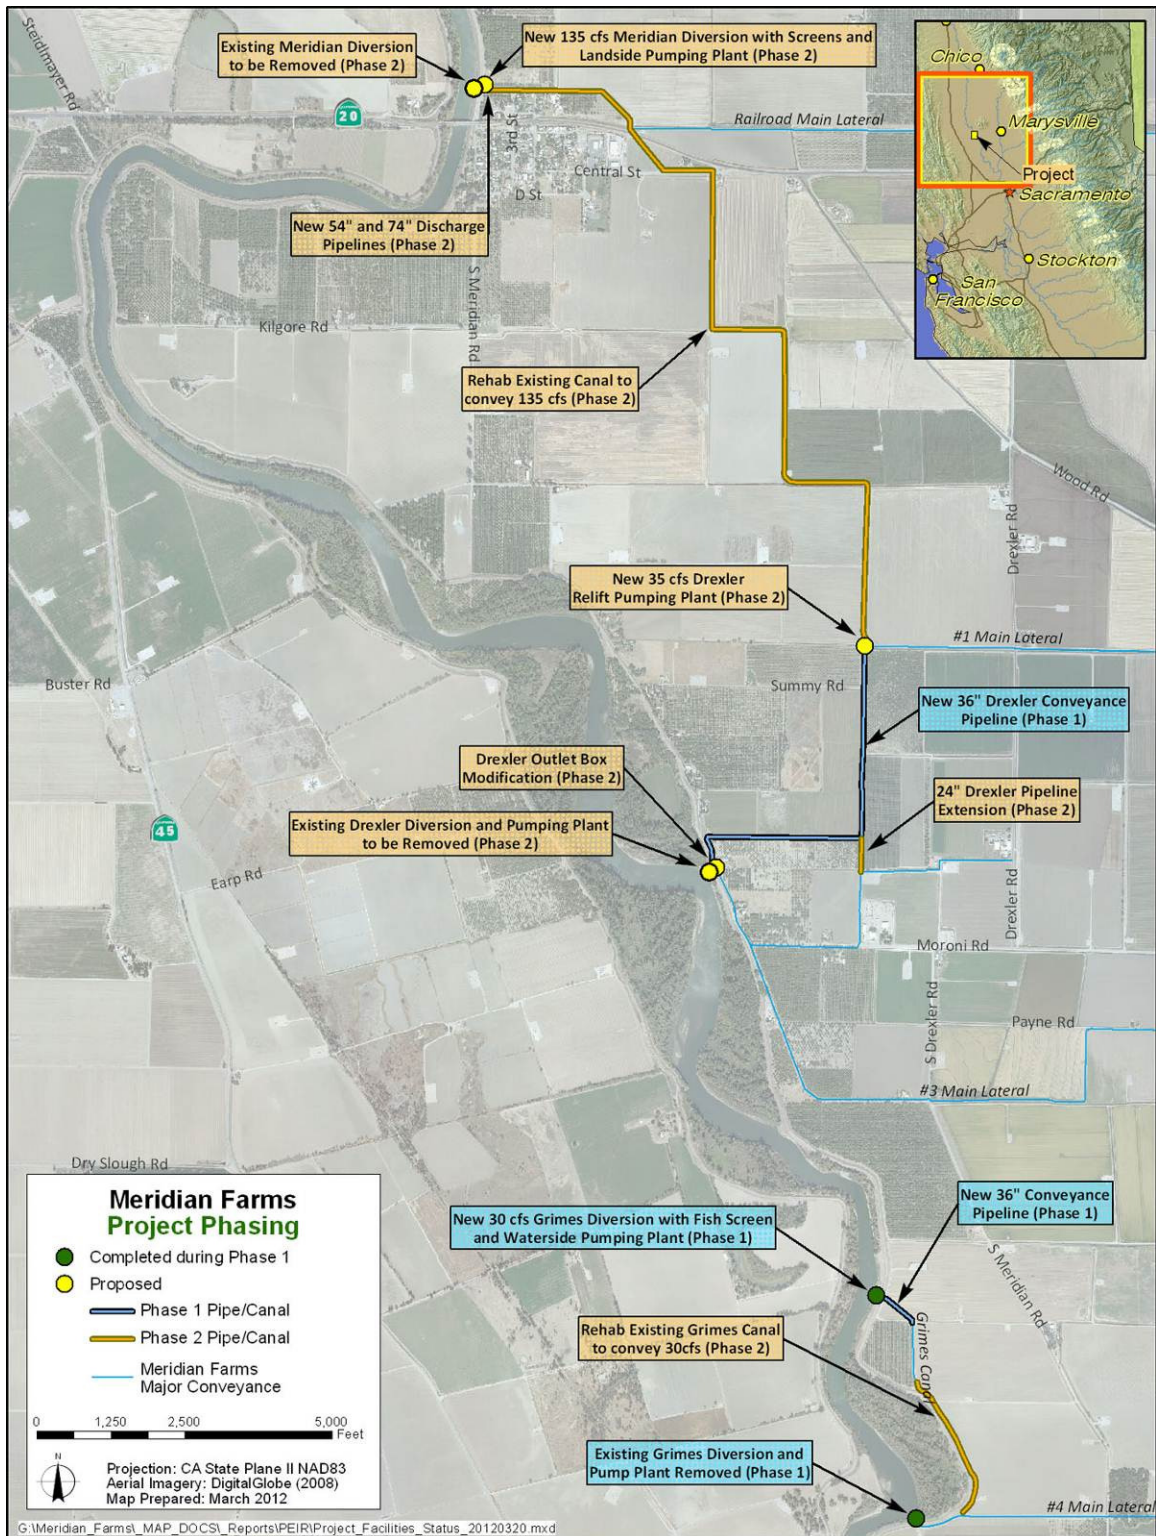 Steidlmayer Rd
Existing Meridian Diversion
to be Removed (Phase 2)
New 135 cfs Meridian Diversion with Screens and
Landside Pumping Plant (Phase 2)
Chico
Marysville
Project
Sacramento
Stockton
San
Francisco
20
3rd St
Railroad Main Lateral
Central St
D St
New 54" and 74" Discharge
Pipelines (Phase 2)
S Meridian Rd
Kilgore Rd
Rehab Existing Canal to
convey 135 cfs (Phase 2)
Wood Rd
Drexler Rd
New 35 cfs Drexler
Relift Pumping Plant (Phase 2)
#1 Main Lateral
Buster Rd
Summy Rd
New 36" Drexler Conveyance
Pipeline (Phase 1)
Drexler Outlet Box
Modification (Phase 2)
24" Drexler Pipeline
Extension (Phase 2)
CALIFORNIA
45
Existing Drexler Diversion and Pumping Plant
to be Removed (Phase 2)
Earp Rd
Drexler Rd
Moroni Rd
S Drexler Rd
Payne Rd
#3 Main Lateral
Dry Slough Rd
New 36" Conveyance
Pipeline (Phase 1)
New 30 cfs Grimes Diversion with Fish Screen
and Waterside Pumping Plant (Phase 1)
S Meridian Rd
Grimes Canal
Rehab Existing Grimes Canal
to convey 30cfs (Phase 2)
Existing Grimes Diversion and
Pump Plant Removed (Phase 1)
#4 Main Lateral
Meridian Farms
Project Phasing
Completed during Phase 1
Proposed
Phase 1 Pipe/Canal
Phase 2 Pipe/Canal
Meridian Farms
Major Conveyance
0 1,250 2,500 5,000
Feet
N
Projection: CA State Plane II NAD83
Aerial Imagery: DigitalGlobe (2008)
Map Prepared: March 2012
G:\Meridian_Farms\_MAP_DOCS\_Reports\PEIR\Project_Facilities_Status_20120320.mxd